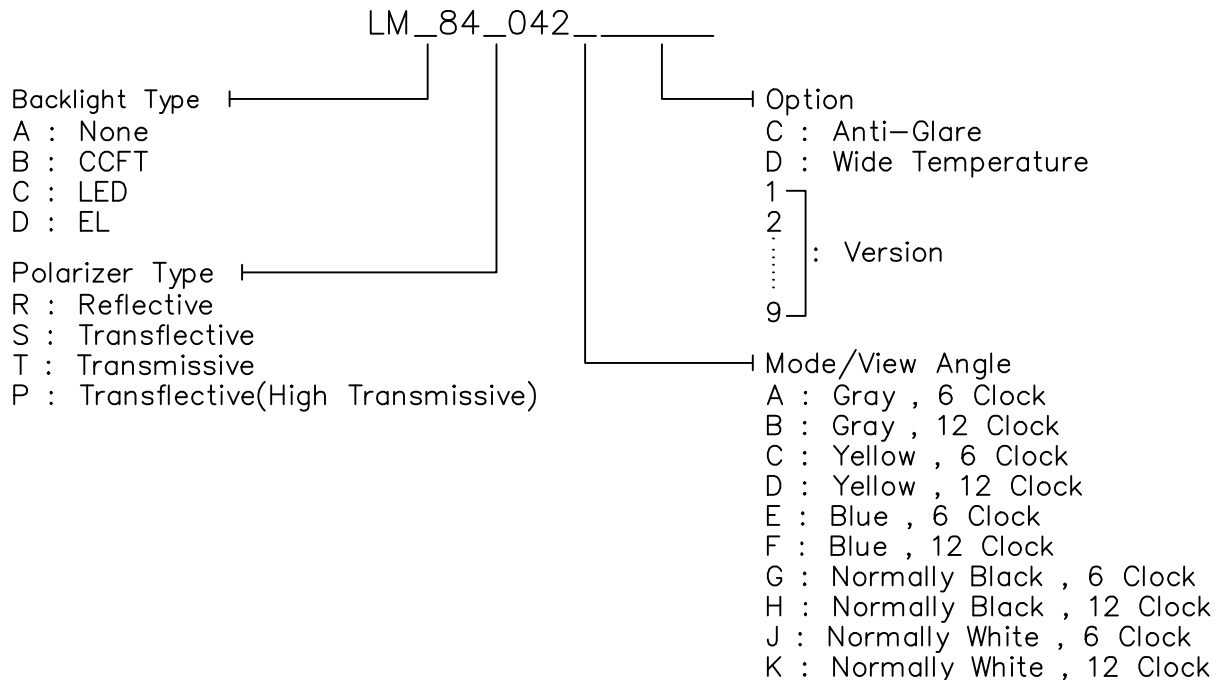 LM_84_042_______
Backlight Type
A : None
B : CCFT
C : LED
D : EL
Polarizer Type
R : Reflective
S : Transflective
T : Transmissive
P : Transflective(High Transmissive)
Option
C : Anti-Glare
D : Wide Temperature
1
2
: Version
9
Mode/View Angle
A : Gray , 6 Clock
B : Gray , 12 Clock
C : Yellow , 6 Clock
D : Yellow , 12 Clock
E : Blue , 6 Clock
F : Blue , 12 Clock
G : Normally Black , 6 Clock
H : Normally Black , 12 Clock
J : Normally White , 6 Clock
K : Normally White , 12 Clock